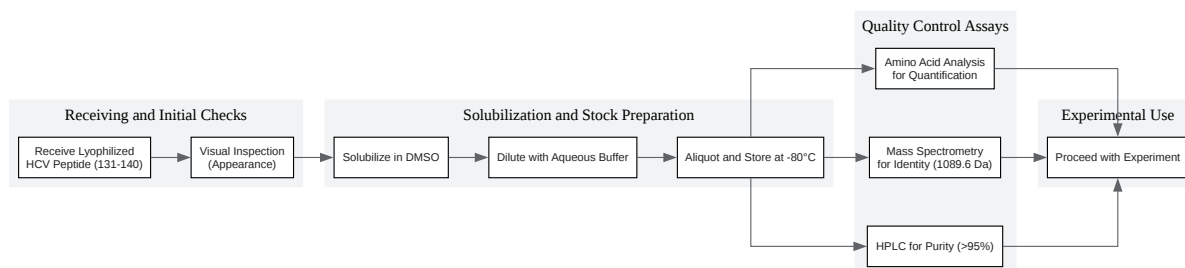 Quality Control Assays
Amino Acid Analysis
for Quantification
Receiving and Initial Checks
Solubilization and Stock Preparation
Experimental Use
Receive Lyophilized
HCV Peptide (131-140)
Visual Inspection
(Appearance)
Solubilize in DMSO
Dilute with Aqueous Buffer
Aliquot and Store at -80°C
Mass Spectrometry
for Identity (1089.6 Da)
Proceed with Experiment
HPLC for Purity (>95%)